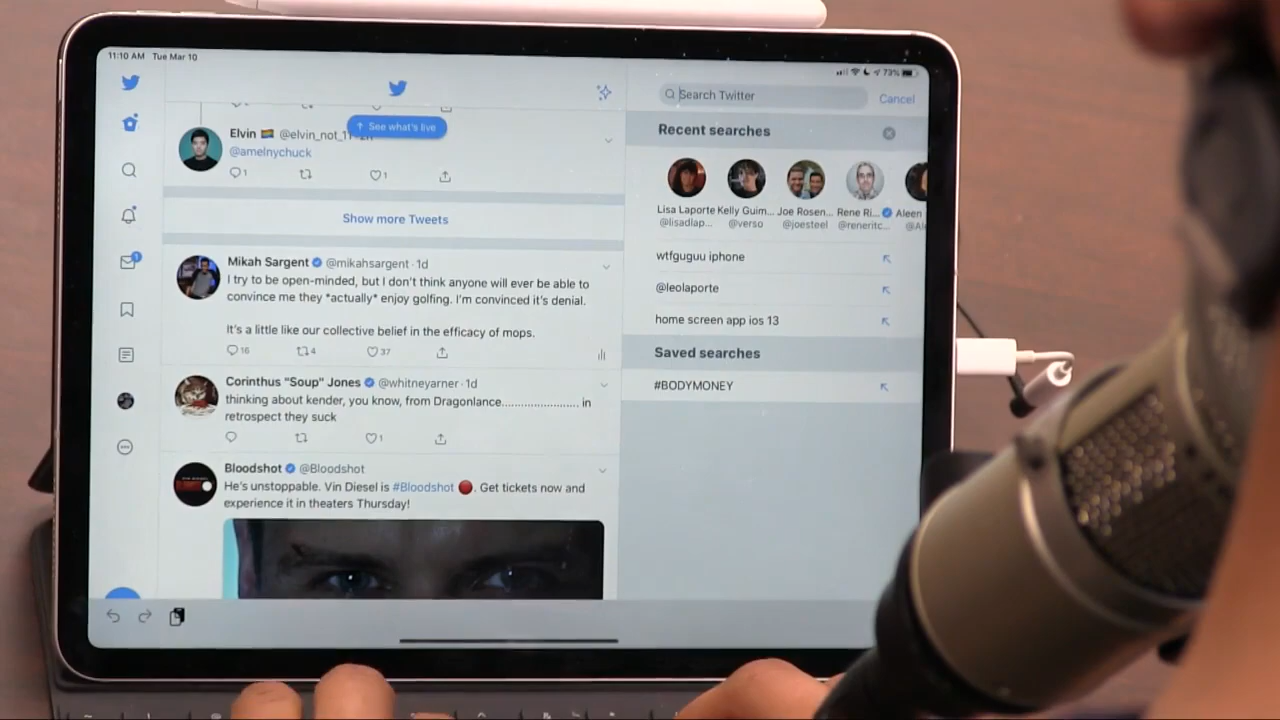 11:10 AM Tue Mar 10
73%
See what's live
Elvin @elvin_not_1
@amelnychuck
1
1
Show more Tweets
Mikah Sargent @mikahsargent · 1d
I try to be open-minded, but I don't think anyone will ever be able to
convince me they *actually* enjoy golfing. I'm convinced it's denial.
It's a little like our collective belief in the efficacy of mops.
16 4 37
Corinthus "Soup" Jones @whitneyarner · 1d
thinking about kender, you know, from Dragonlance........................ in
retrospect they suck
1
Bloodshot @Bloodshot
He's unstoppable. Vin Diesel is #Bloodshot 🔴. Get tickets now and
experience it in theaters Thursday!
1
Search Twitter
Cancel
Recent searches
Lisa Laporte Kelly Guim... Joe Rosen... Rene Ri... Aleen
@lisadlap... @verso @joesteel @reneritc... @Al
wtfguguu iphone
@leolaporte
home screen app ios 13
Saved searches
#BODYMONEY